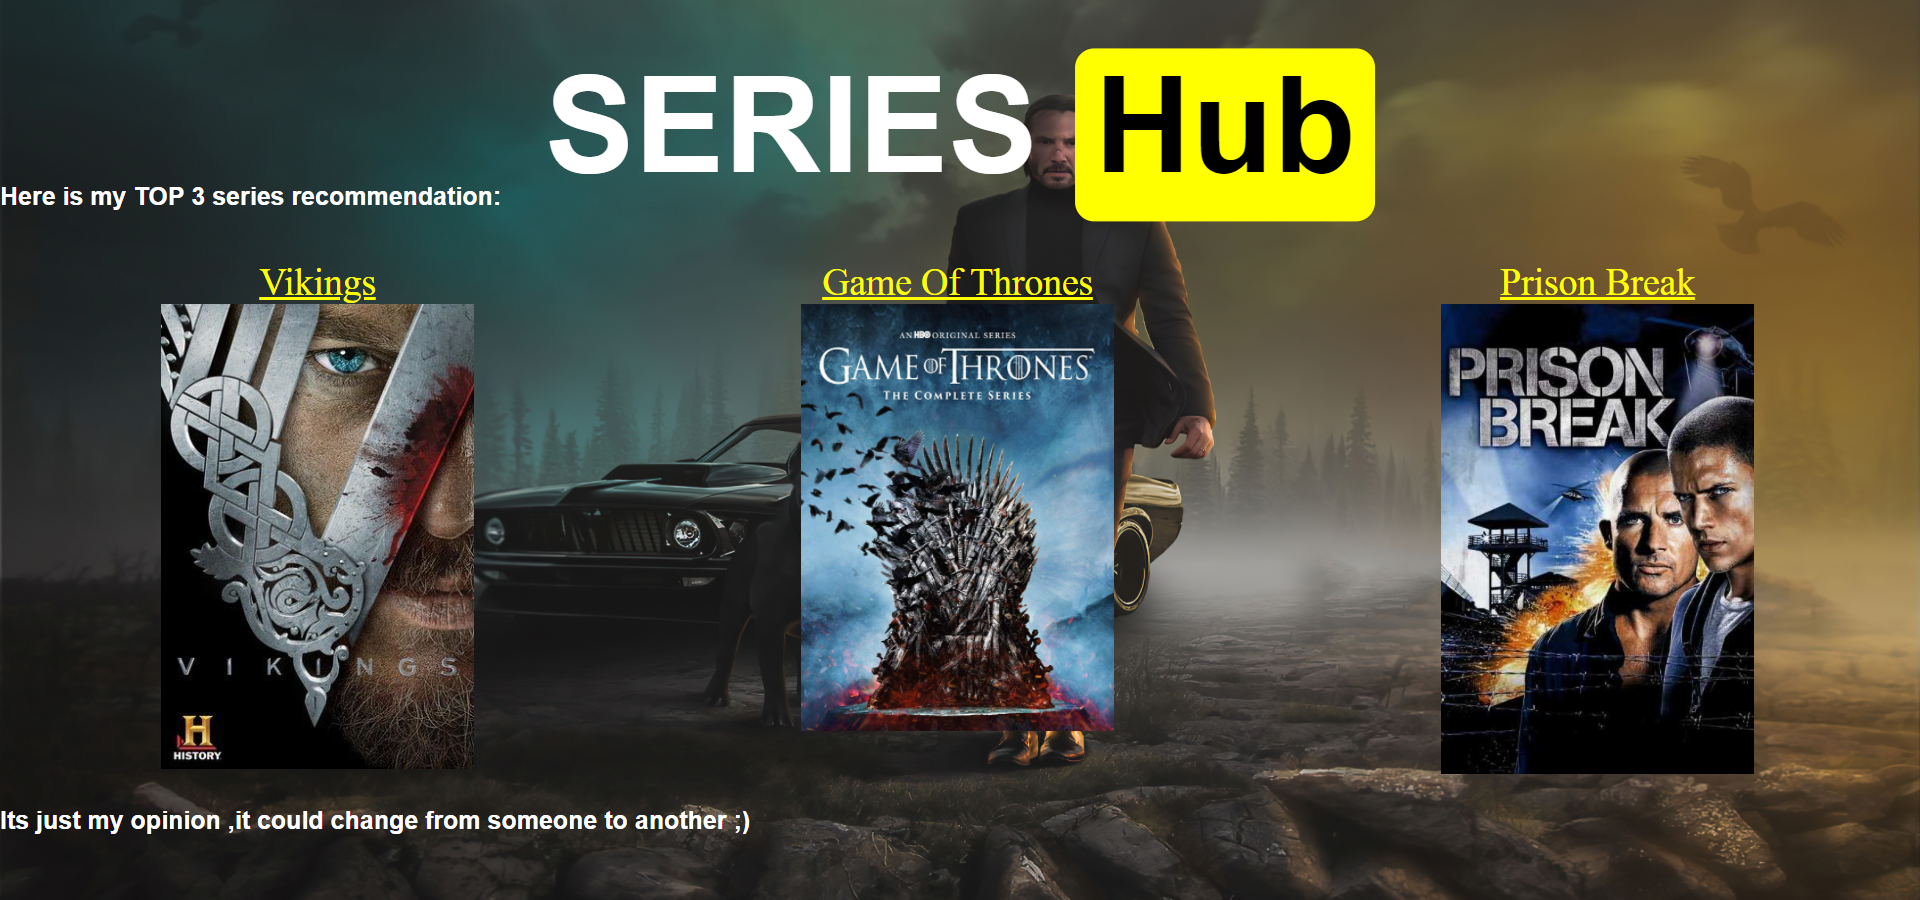 SERIES Hub
Here is my TOP 3 series recommendation:
Vikings
Game Of Thrones
Prison Break
AN HBO ORIGINAL SERIES
GAME OF THRONES
THE COMPLETE SERIES
PRISON
BREAK
VIKINGS
H
HISTORY
Its just my opinion ,it could change from someone to another ;)